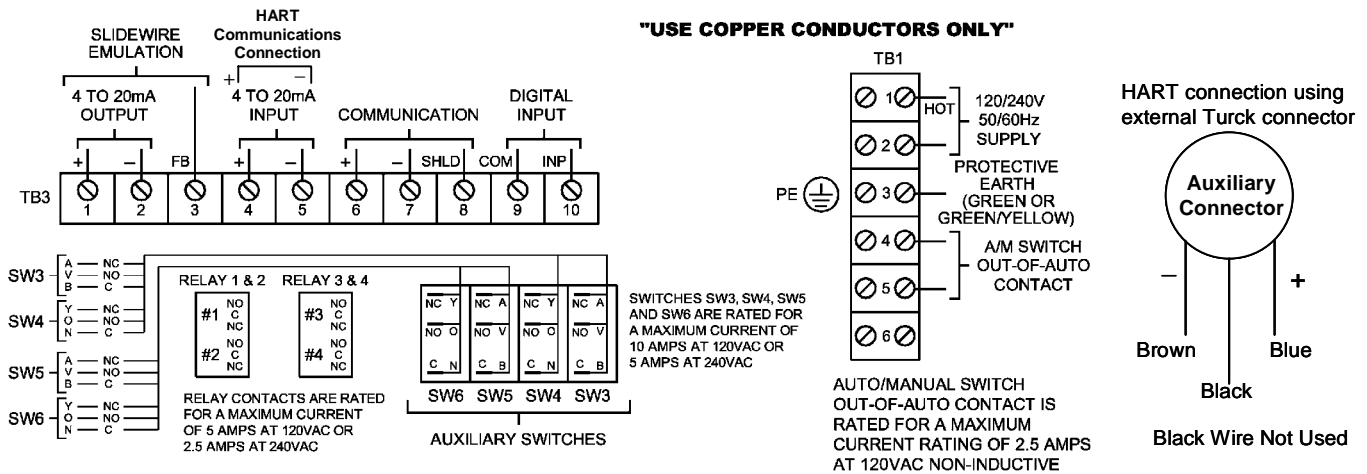 SLIDEWIRE
EMULATION
HART
Communications
Connection
+ –
4 TO 20mA
OUTPUT
4 TO 20mA
INPUT
COMMUNICATION
DIGITAL
INPUT
+ – FB + – + – SHLD COM INP
TB3
1 2 3 4 5 6 7 8 9 10
SW3
A NC
V NO
B C
SW4
Y NC
O NO
N C
SW5
A NC
V NO
B C
SW6
Y NC
O NO
N C
RELAY 1 & 2
#1 NO
C
NC
#2 NO
C
NC
RELAY 3 & 4
#3 NO
C
NC
#4 NO
C
NC
RELAY CONTACTS ARE RATED
FOR A MAXIMUM CURRENT
OF 5 AMPS AT 120VAC OR
2.5 AMPS AT 240VAC
NC Y NC A NC Y NC A
NO O NO V NO O NO V
C N C B C N C B
SW6 SW5 SW4 SW3
AUXILIARY SWITCHES
SWITCHES SW3, SW4, SW5
AND SW6 ARE RATED FOR
A MAXIMUM CURRENT OF
10 AMPS AT 120VAC OR
5 AMPS AT 240VAC
"USE COPPER CONDUCTORS ONLY"
TB1
1
HOT
2
120/240V
50/60Hz
SUPPLY
PE
3
PROTECTIVE
EARTH
(GREEN OR
GREEN/YELLOW)
4
5
A/M SWITCH
OUT-OF-AUTO
CONTACT
6
AUTO/MANUAL SWITCH
OUT-OF-AUTO CONTACT IS
RATED FOR A MAXIMUM
CURRENT RATING OF 2.5 AMPS
AT 120VAC NON-INDUCTIVE
HART connection using
external Turck connector
Auxiliary
Connector
– +
Brown Blue
Black
Black Wire Not Used